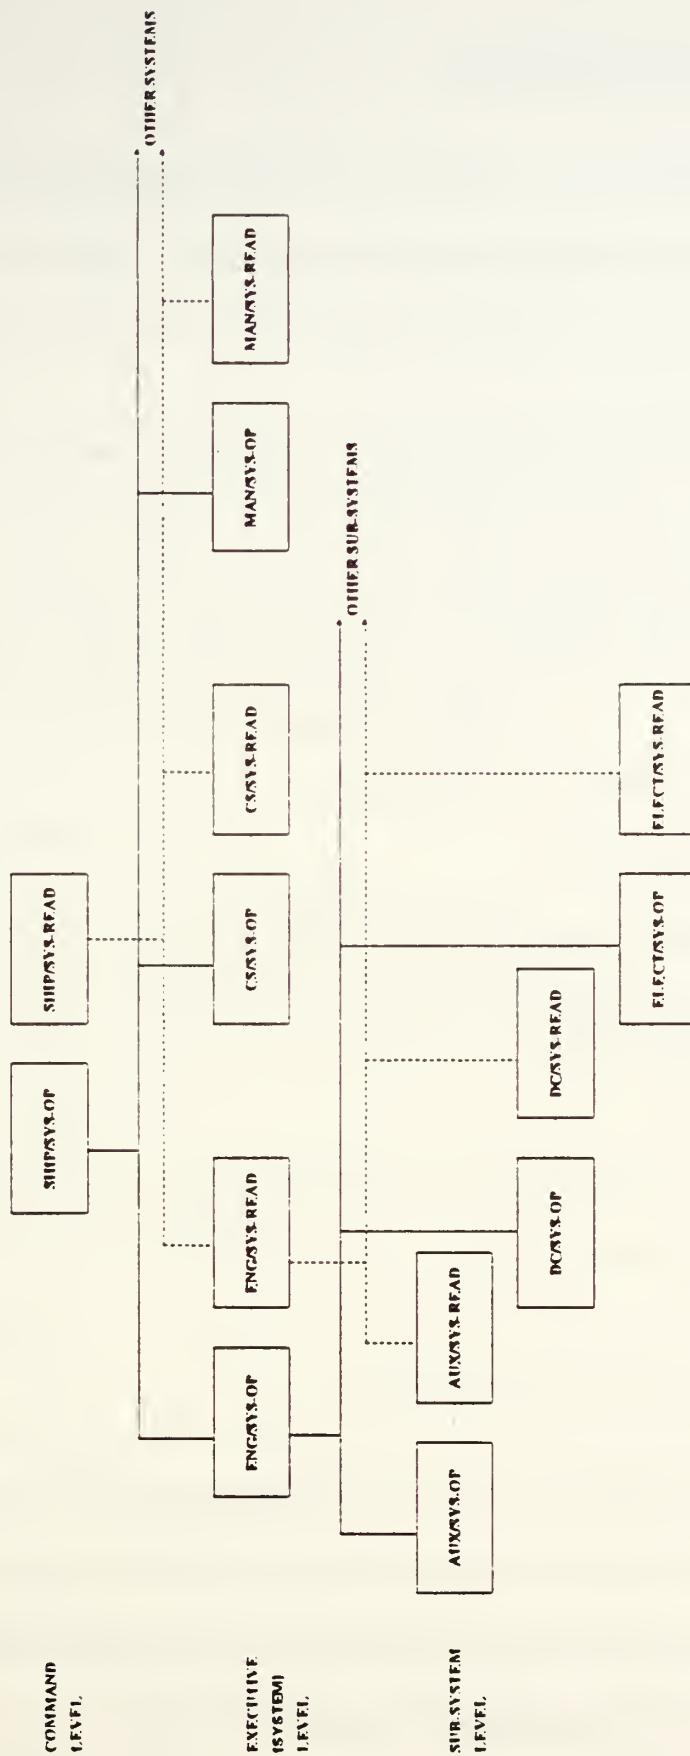 COMMAND
LEVEL
SHIP/SYS-OP
SHIP/SYS-READ
OTHER SYSTEMS
EXECUTIVE
(SYSTEM)
LEVEL
ENG/SYS-OP
ENG/SYS-READ
CS/SYS-OP
CS/SYS-READ
MAN/SYS-OP
MAN/SYS-READ
OTHER SUB-SYSTEMS
SUB-SYSTEM
LEVEL
AUX/SYS-OP
AUX/SYS-READ
DC/SYS-OP
DC/SYS-READ
ELECT/SYS-OP
ELECT/SYS-READ